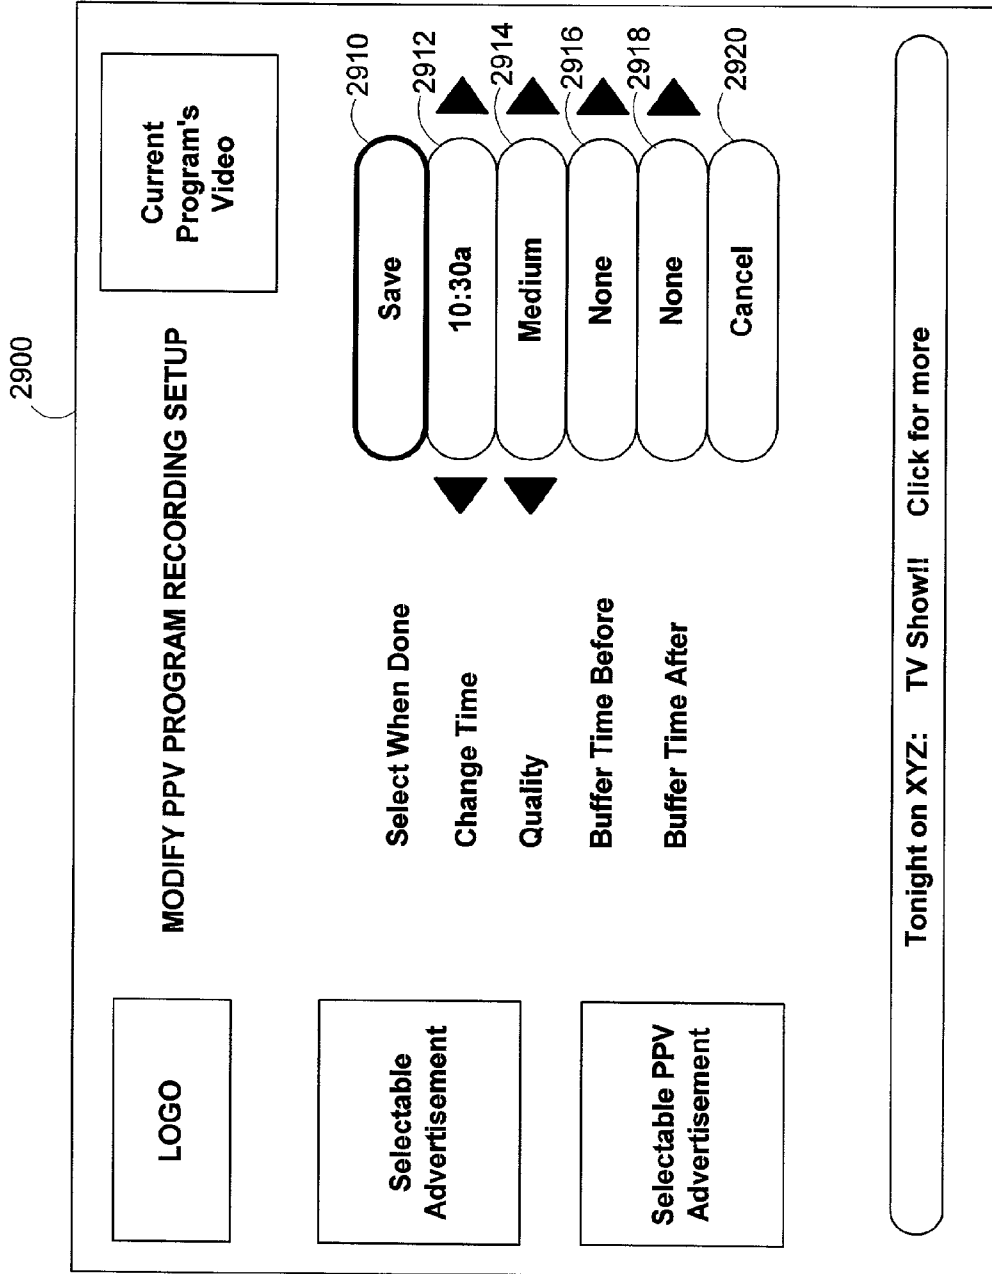 2900
LOGO
MODIFY PPV PROGRAM RECORDING SETUP
Current
Program's
Video
Selectable
Advertisement
Selectable PPV
Advertisement
Select When Done
Save
2910
Change Time
10:30a
2912
Quality
Medium
2914
Buffer Time Before
None
2916
Buffer Time After
None
2918
Cancel
2920
Tonight on XYZ: TV Show!! Click for more